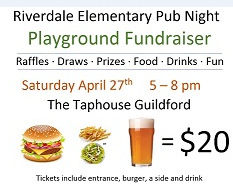 Riverdale Elementary Pub Night
Playground Fundraiser
Raffles · Draws · Prizes · Food · Drinks · Fun
Saturday April 27th 5 – 8 pm
The Taphouse Guildford
= $20
Tickets include entrance, burger, a side and drink